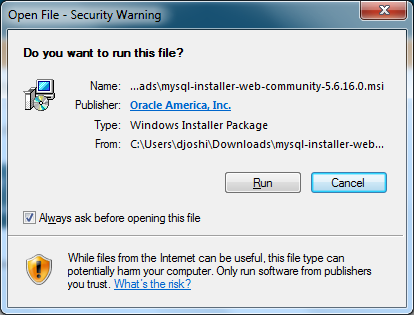 Open File - Security Warning
Do you want to run this file?
Name: ...ads\mysql-installer-web-community-5.6.16.0.msi
Publisher: Oracle America, Inc.
Type: Windows Installer Package
From: C:\Users\djoshi\Downloads\mysql-installer-web...
Run Cancel
Always ask before opening this file
While files from the Internet can be useful, this file type can
potentially harm your computer. Only run software from publishers
you trust. What's the risk?